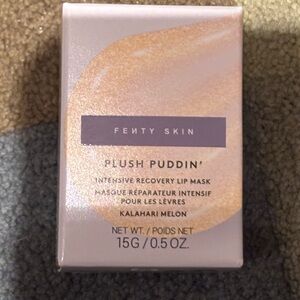 FEИTY SKIN
PLUSH PUDDIN'
INTENSIVE RECOVERY LIP MASK
MASQUE RÉPARATEUR INTENSIF
POUR LES LÈVRES
KALAHARI MELON
NET WT. / POIDS NET
15G / 0.5 OZ.